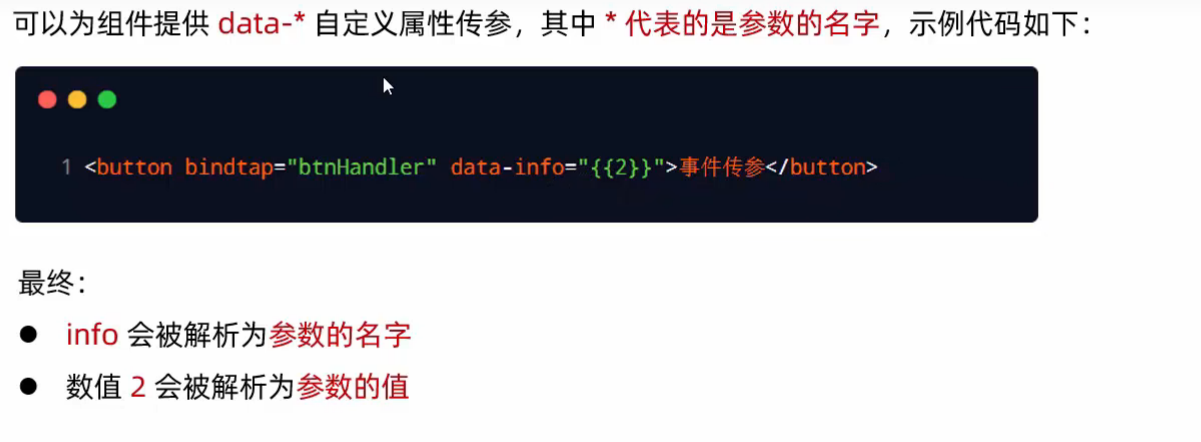 可以为组件提供 data-* 自定义属性传参，其中 * 代表的是参数的名字，示例代码如下：
1 <button bindtap="btnHandler" data-info="{{2}}">事件传参</button>
最终：
● info 会被解析为参数的名字
● 数值 2 会被解析为参数的值